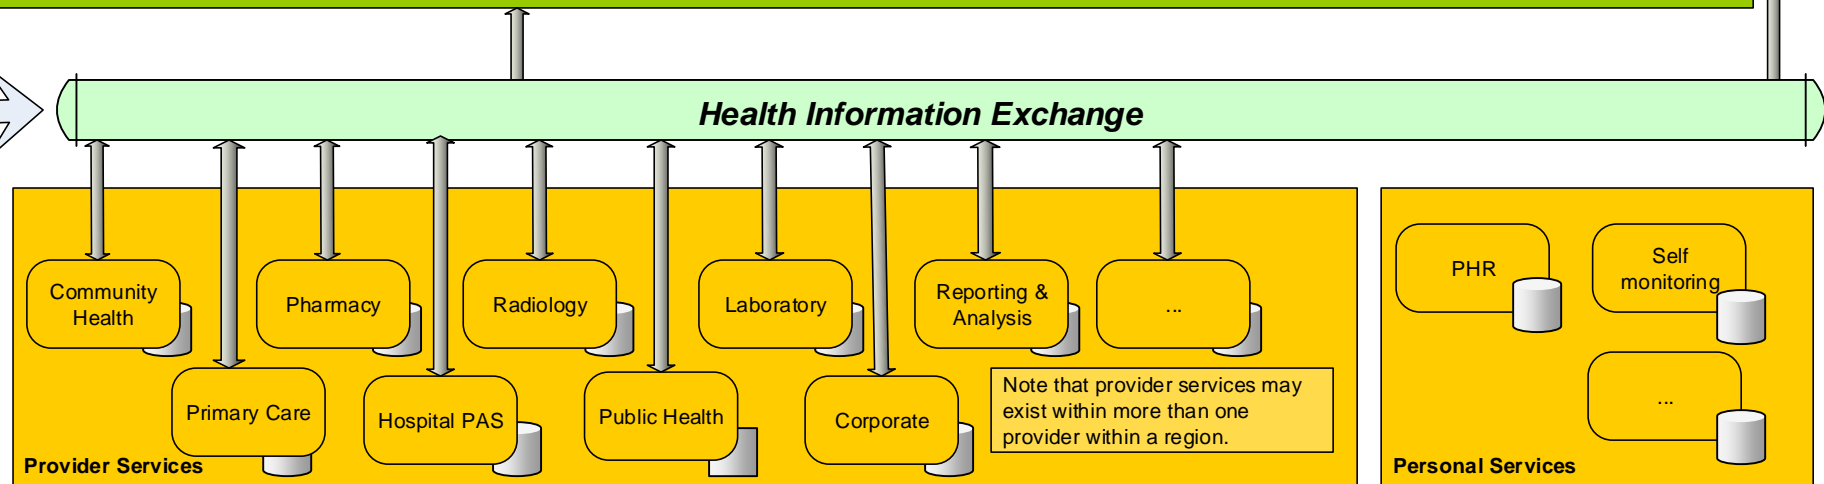 Health Information Exchange
Community
Health
Pharmacy
Radiology
Laboratory
Reporting &
Analysis
...
Primary Care
Hospital PAS
Public Health
Corporate
Note that provider services may
exist within more than one
provider within a region.
Provider Services
PHR
Self
monitoring
...
Personal Services